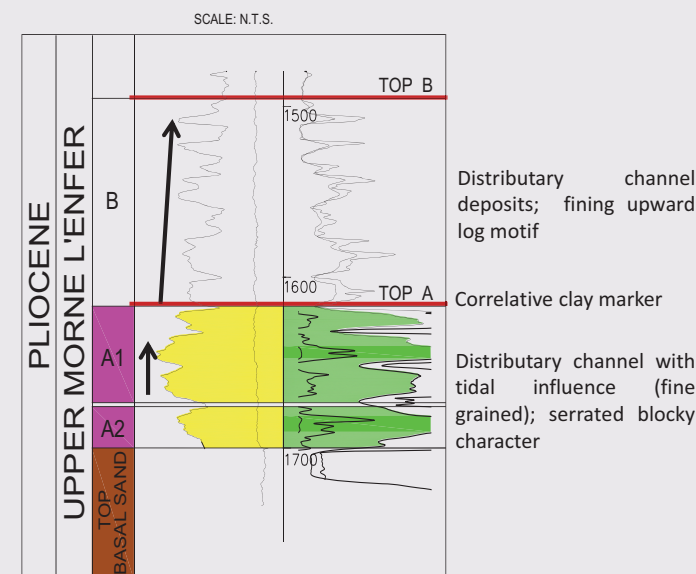 SCALE: N.T.S.
PLIOCENE
UPPER MORNE L'ENFER
B
A1
A2
TOP
BASAL SAND
TOP B
1500
1600
TOP A
1700
Distributary channel
deposits; fining upward
log motif
Correlative clay marker
Distributary channel with
tidal influence (fine
grained); serrated blocky
character